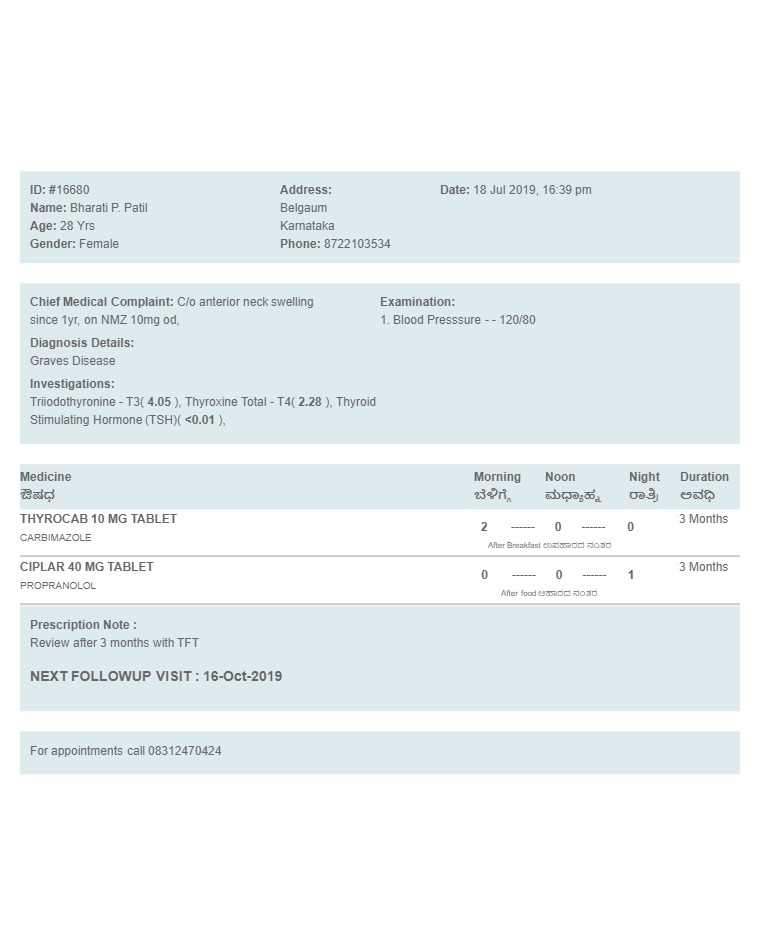 ID: #16680
Name: Bharati P. Patil
Age: 28 Yrs
Gender: Female
Address:
Belgaum
Karnataka
Phone: 8722103534
Date: 18 Jul 2019, 16:39 pm
Chief Medical Complaint: C/o anterior neck swelling
since 1yr, on NMZ 10mg od,
Diagnosis Details:
Graves Disease
Investigations:
Triiodothyronine - T3( 4.05 ), Thyroxine Total - T4( 2.28 ), Thyroid
Stimulating Hormone (TSH)( <0.01 ),
Examination:
1. Blood Presssure - - 120/80
Medicine Morning Noon Night Duration
ಔಷಧ ಬೆಳಿಗ್ಗೆ ಮಧ್ಯಾಹ್ನ ರಾತ್ರಿ ಅವಧಿ
THYROCAB 10 MG TABLET 2 ------ 0 ------ 0 3 Months
CARBIMAZOLE After Breakfast ಉಪಹಾರದ ನಂತರ
CIPLAR 40 MG TABLET 0 ------ 0 ------ 1 3 Months
PROPRANOLOL After food ಆಹಾರದ ನಂತರ
Prescription Note :
Review after 3 months with TFT
NEXT FOLLOWUP VISIT : 16-Oct-2019
For appointments call 08312470424